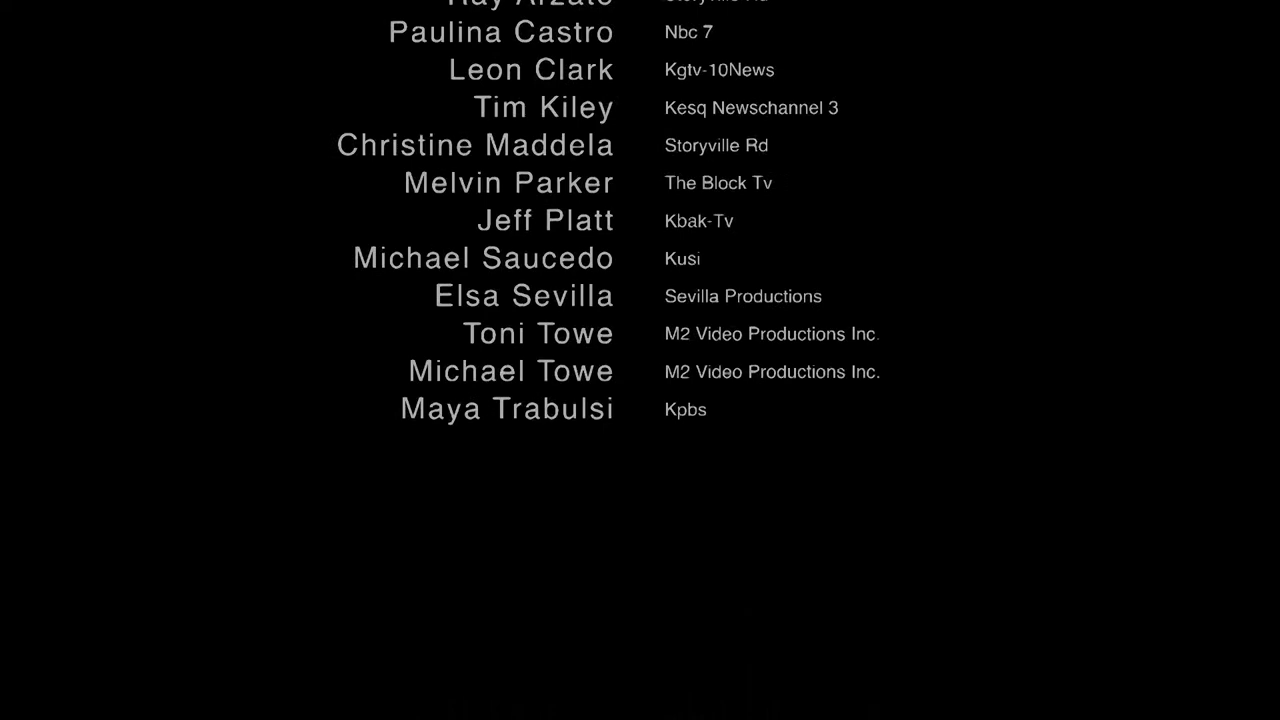 Paulina Castro Nbc 7
Leon Clark Kgtv-10News
Tim Kiley Kesq Newschannel 3
Christine Maddela Storyville Rd
Melvin Parker The Block Tv
Jeff Platt Kbak-Tv
Michael Saucedo Kusi
Elsa Sevilla Sevilla Productions
Toni Towe M2 Video Productions Inc.
Michael Towe M2 Video Productions Inc.
Maya Trabulsi Kpbs